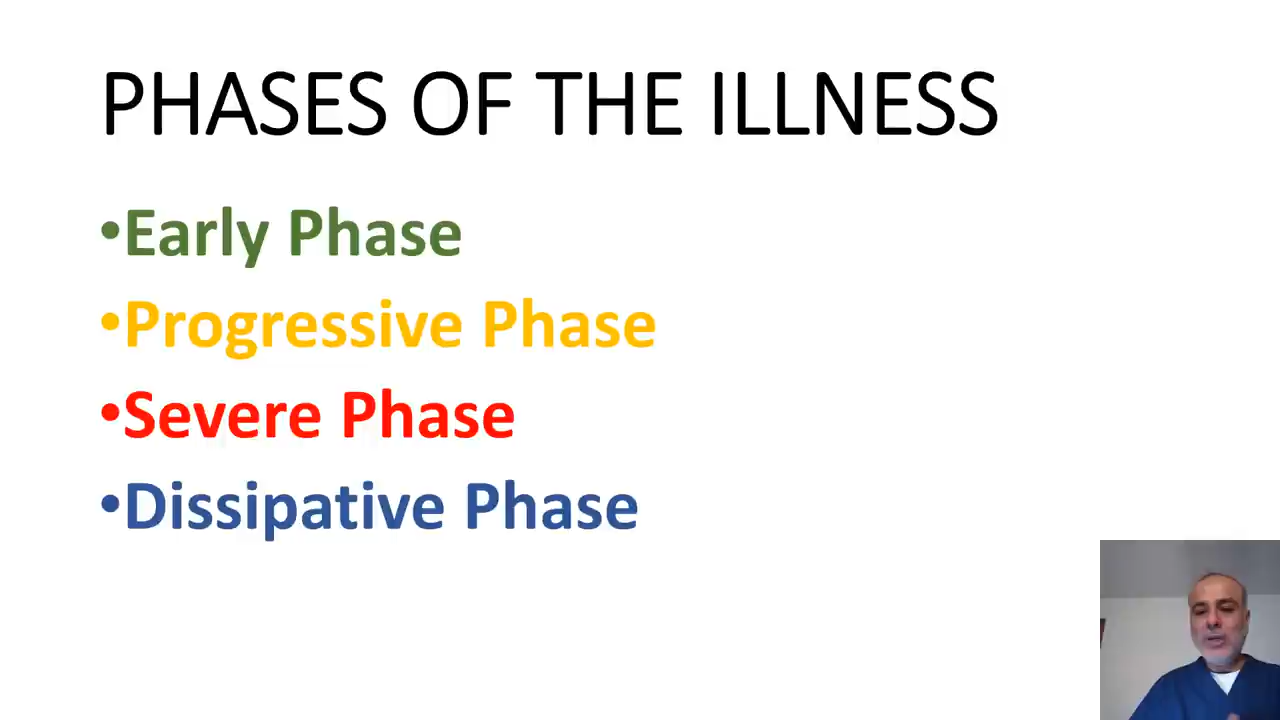 PHASES OF THE ILLNESS
•Early Phase
•Progressive Phase
•Severe Phase
•Dissipative Phase